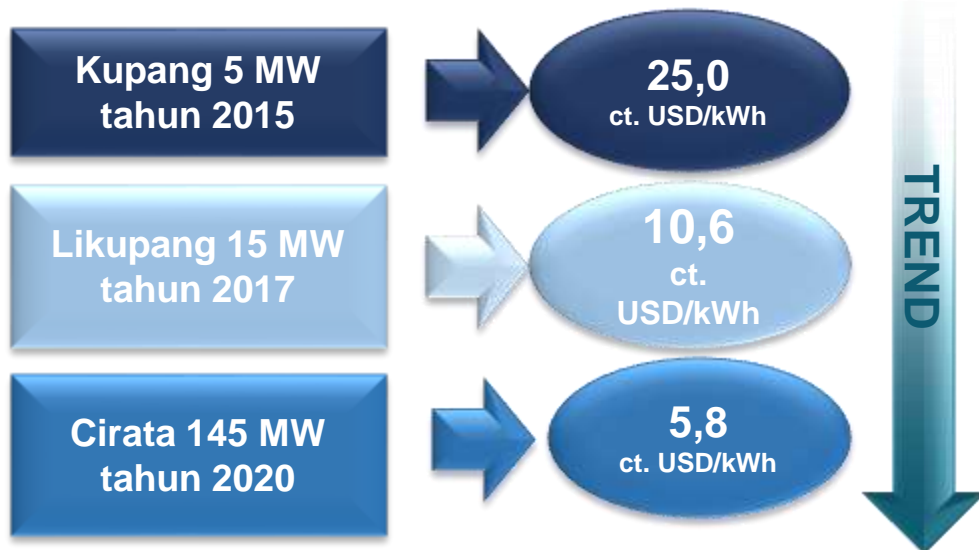 Kupang 5 MW
tahun 2015
25,0
ct. USD/kWh
Likupang 15 MW
tahun 2017
10,6
ct.
USD/kWh
Cirata 145 MW
tahun 2020
5,8
ct. USD/kWh
TREND